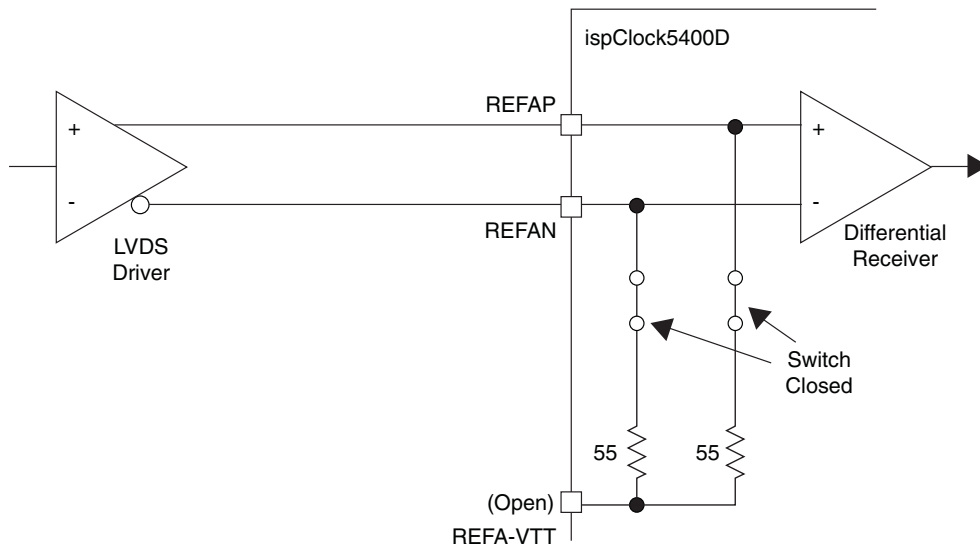 ispClock5400D
REFAP
+
+
-
-
REFAN
LVDS
Driver
Differential
Receiver
Switch
Closed
55
55
(Open)
REFA-VTT